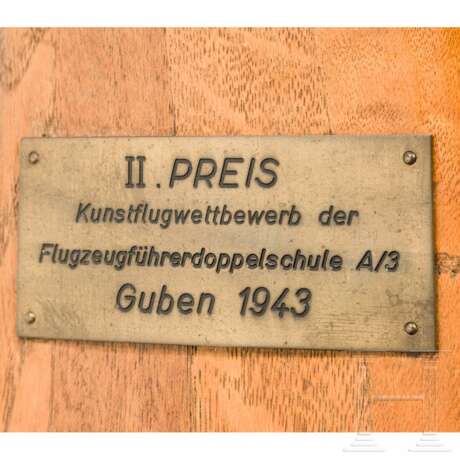 II. PREIS
Kunstflugwettbewerb der
Flugzeugführerdoppelschule A/3
Guben 1943